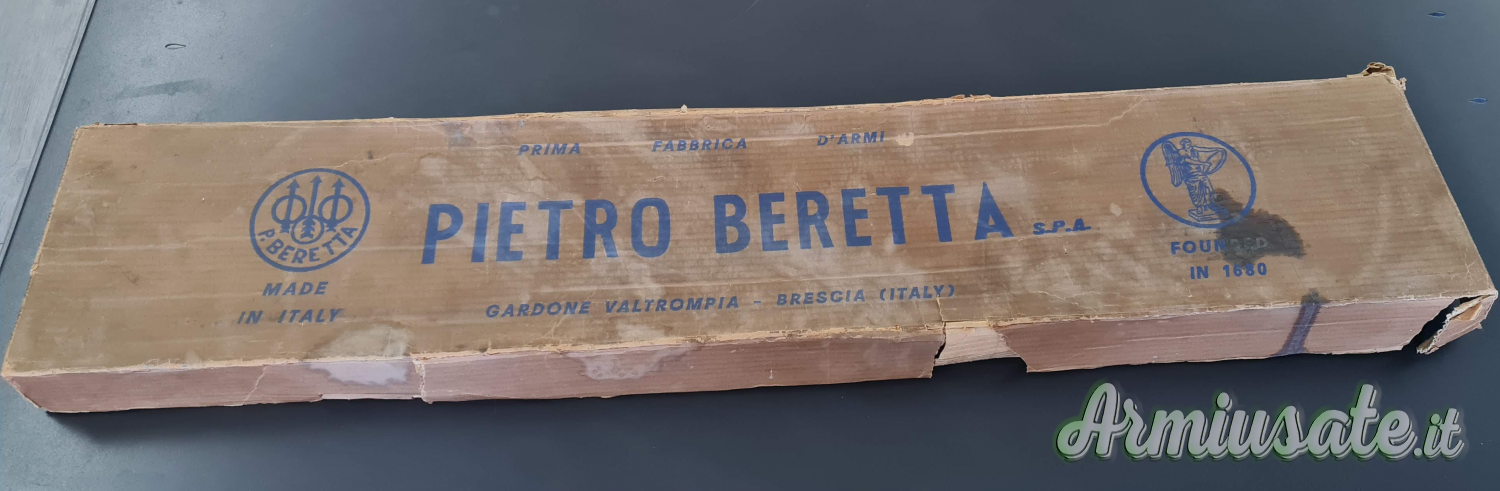 PRIMA FABBRICA D'ARMI
P. BERETTA
MADE
IN ITALY
PIETRO BERETTA S.P.A.
GARDONE VALTROMPIA - BRESCIA (ITALY)
FOUNDED
IN 1680
Armiusate.it